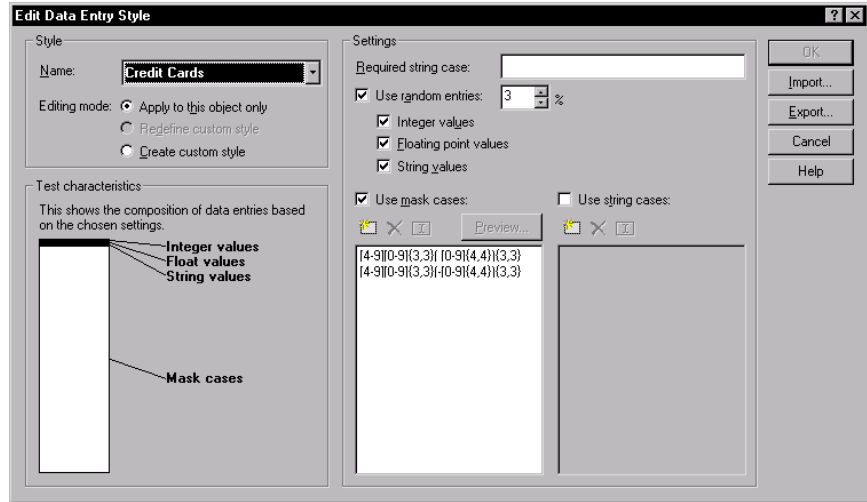 Edit Data Entry Style
Style
Name: Credit Cards
Editing mode: Apply to this object only
Redefine custom style
Create custom style
Test characteristics
This shows the composition of data entries based
on the chosen settings.
Integer values
Float values
String values
Mask cases
Settings
Required string case:
Use random entries: 3 %
Integer values
Floating point values
String values
Use mask cases:
Preview...
[4-9][0-9]{3,3}( [0-9]{4,4}){3,3}
[4-9][0-9]{3,3}(-[0-9]{4,4}){3,3}
Use string cases:
OK
Import...
Export...
Cancel
Help